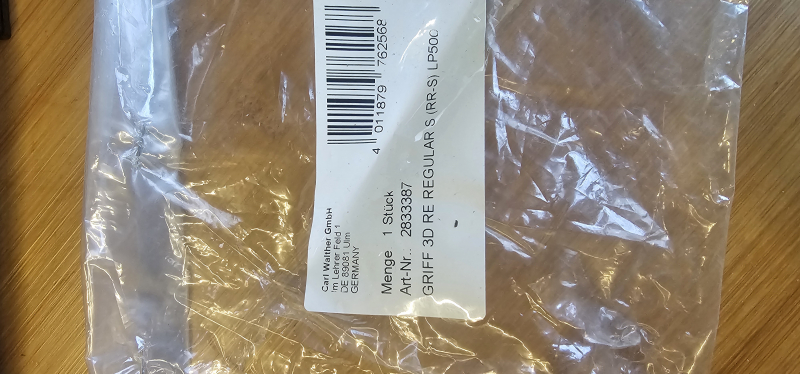 Carl Walther GmbH
Im Lehrer Feld 1
DE 89081 Ulm
GERMANY
4 011879 762568
Menge 1 Stück
Art-Nr.: 2833387
GRIFF 3D RE REGULAR S (RR-S) LP500